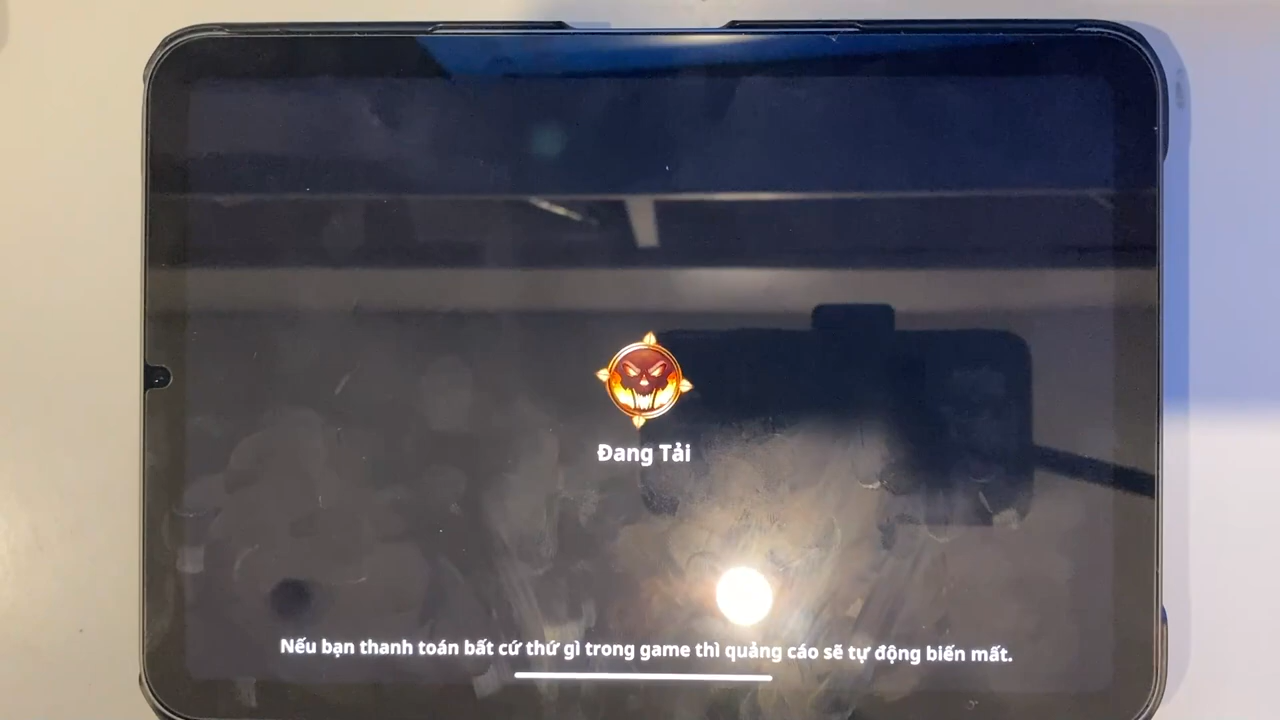 Đang Tải
Nếu bạn thanh toán bất cứ thứ gì trong game thì quảng cáo sẽ tự động biến mất.